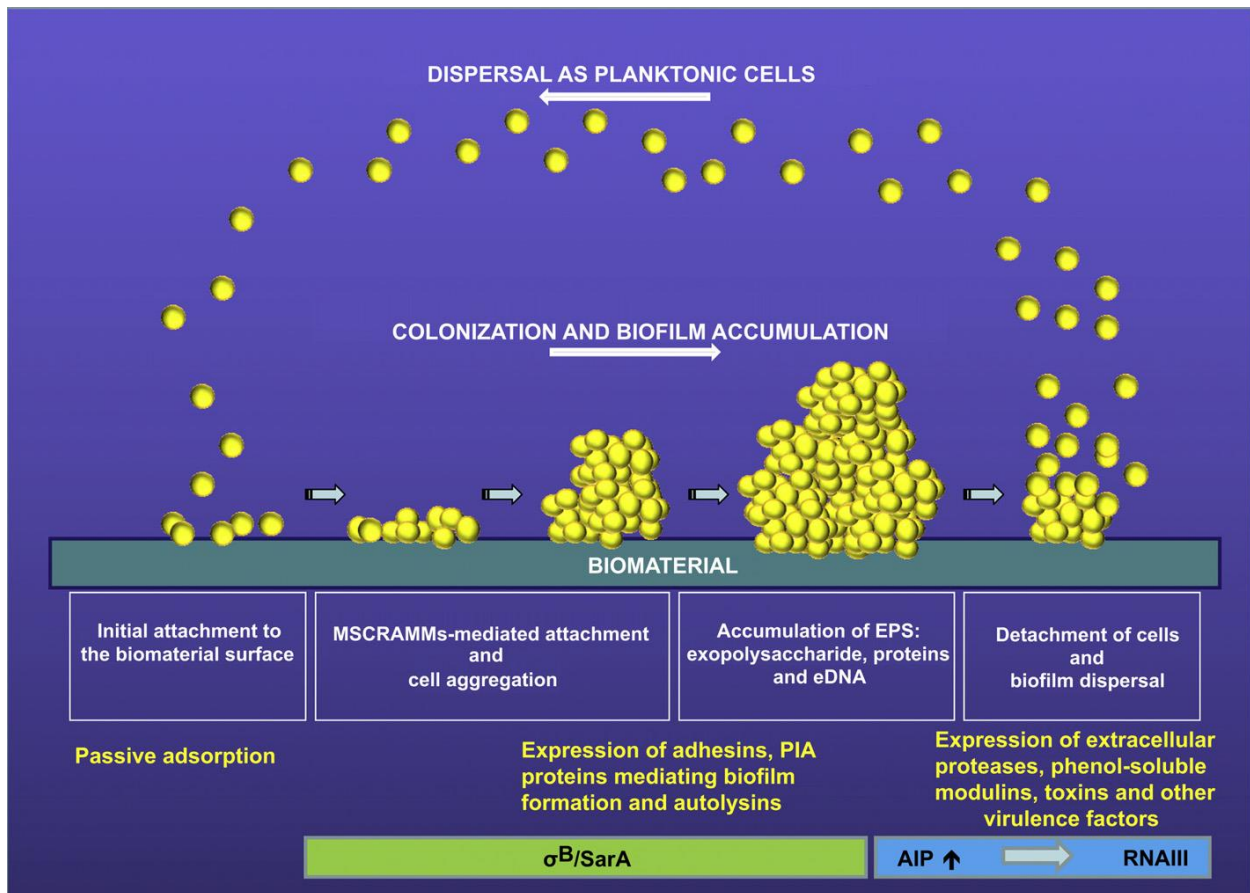 DISPERSAL AS PLANKTONIC CELLS
COLONIZATION AND BIOFILM ACCUMULATION
BIOMATERIAL
Initial attachment to
the biomaterial surface
MSCRAMMs-mediated attachment
and
cell aggregation
Accumulation of EPS:
exopolysaccharide, proteins
and eDNA
Detachment of cells
and
biofilm dispersal
Passive adsorption
Expression of adhesins, PIA
proteins mediating biofilm
formation and autolysins
Expression of extracellular
proteases, phenol-soluble
modulins, toxins and other
virulence factors
σB/SarA
AIP ↑ RNAIII